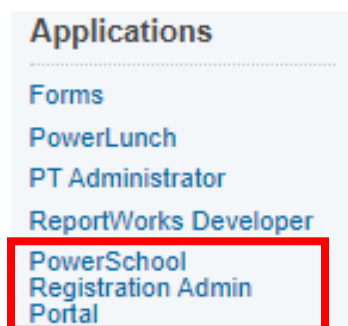 Applications
Forms
PowerLunch
PT Administrator
ReportWorks Developer
PowerSchool
Registration Admin
Portal